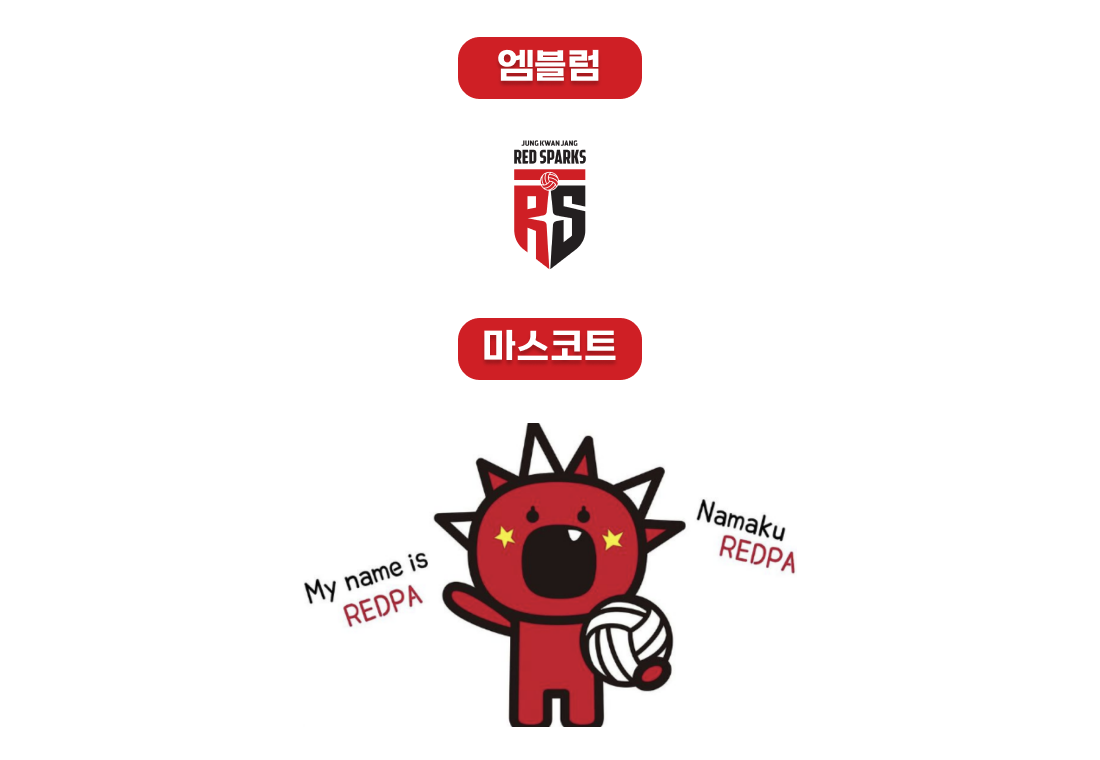 엠블럼
JUNG KWAN JANG
RED SPARKS
RS
마스코트
My name is
REDPA
Namaku
REDPA